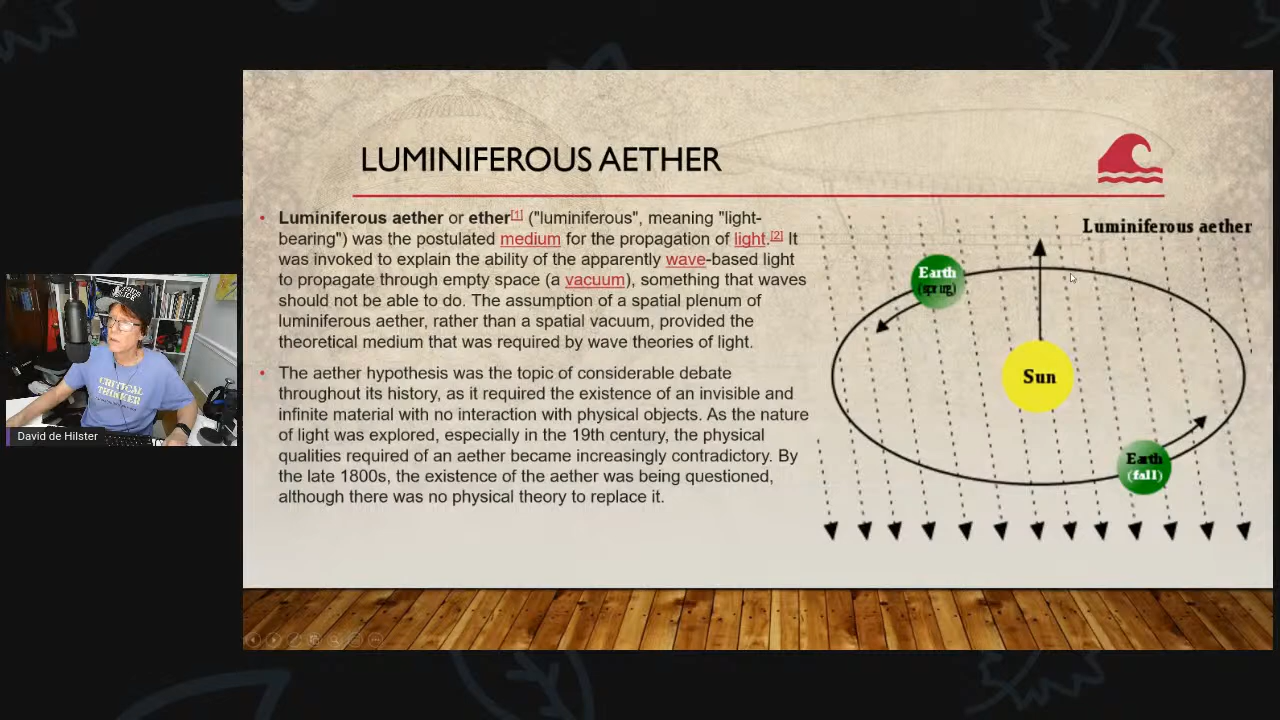 LUMINIFEROUS AETHER
• Luminiferous aether or ether[1] ("luminiferous", meaning "light-
bearing") was the postulated medium for the propagation of light.[2] It
was invoked to explain the ability of the apparently wave-based light
to propagate through empty space (a vacuum), something that waves
should not be able to do. The assumption of a spatial plenum of
luminiferous aether, rather than a spatial vacuum, provided the
theoretical medium that was required by wave theories of light.
• The aether hypothesis was the topic of considerable debate
throughout its history, as it required the existence of an invisible and
infinite material with no interaction with physical objects. As the nature
of light was explored, especially in the 19th century, the physical
qualities required of an aether became increasingly contradictory. By
the late 1800s, the existence of the aether was being questioned,
although there was no physical theory to replace it.
Luminiferous aether
Earth
(spring)
Sun
Earth
(fall)
CRITICAL
THINKER
David de Hilster